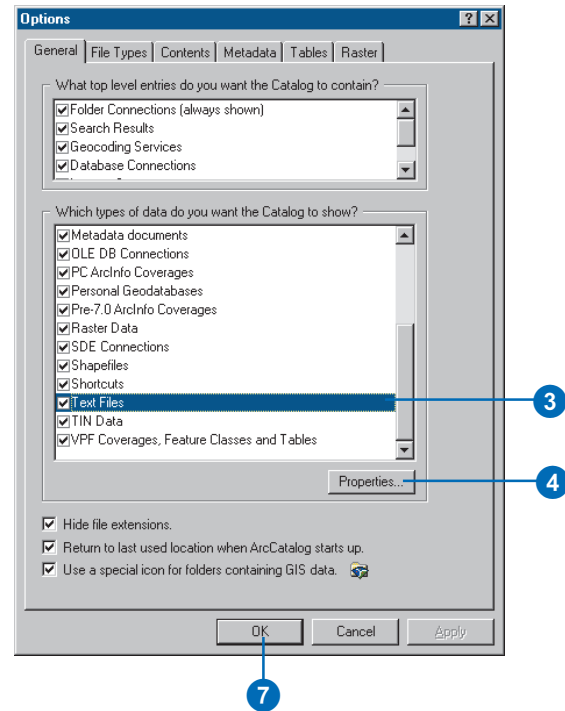 Options
General File Types Contents Metadata Tables Raster
What top level entries do you want the Catalog to contain?
Folder Connections (always shown)
Search Results
Geocoding Services
Database Connections
Which types of data do you want the Catalog to show?
Metadata documents
OLE DB Connections
PC ArcInfo Coverages
Personal Geodatabases
Pre-7.0 ArcInfo Coverages
Raster Data
SDE Connections
Shapefiles
Shortcuts
Text Files
3
TIN Data
VPF Coverages, Feature Classes and Tables
Properties...
4
Hide file extensions.
Return to last used location when ArcCatalog starts up.
Use a special icon for folders containing GIS data.
OK Cancel Apply
7